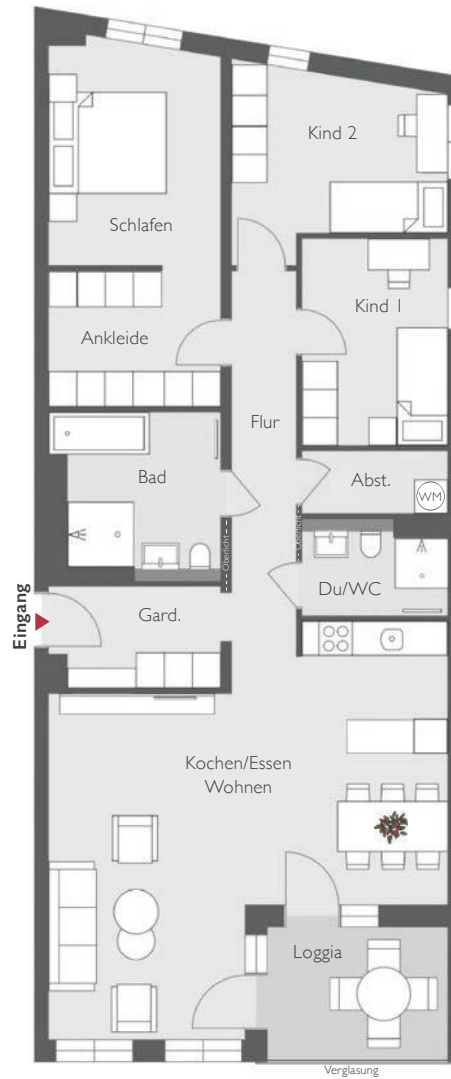 Kind 2
Schlafen
Kind 1
Ankleide
Flur
Bad
Abst.
WM
Oberlicht
Oberlicht
Du/WC
Eingang
Gard.
Kochen/Essen
Wohnen
Loggia
Verglasung